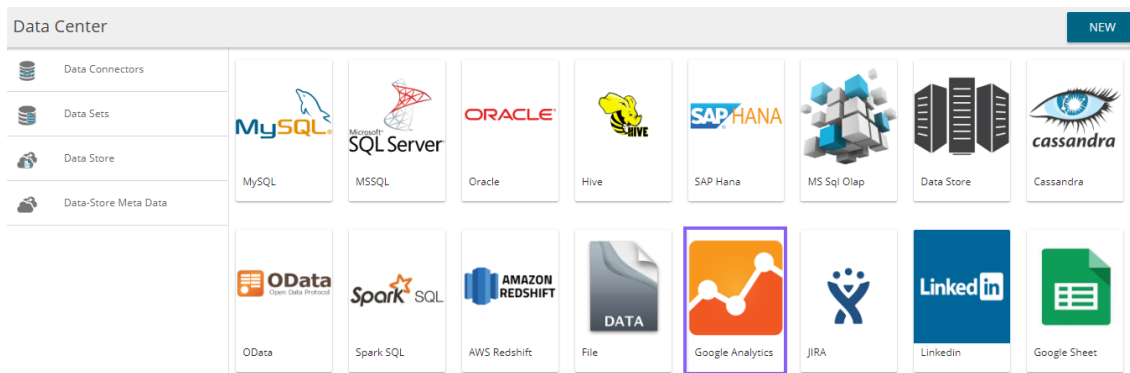 Data Center
NEW
Data Connectors
Data Sets
Data Store
Data-Store Meta Data
MySQL
Microsoft
SQL Server
ORACLE
HIVE
SAP HANA
cassandra
MySQL
MSSQL
Oracle
Hive
SAP Hana
MS Sql Olap
Data Store
Cassandra
OData
Open Data Protocol
Spark SQL
AMAZON
REDSHIFT
DATA
Linked in
OData
Spark SQL
AWS Redshift
File
Google Analytics
JIRA
Linkedin
Google Sheet